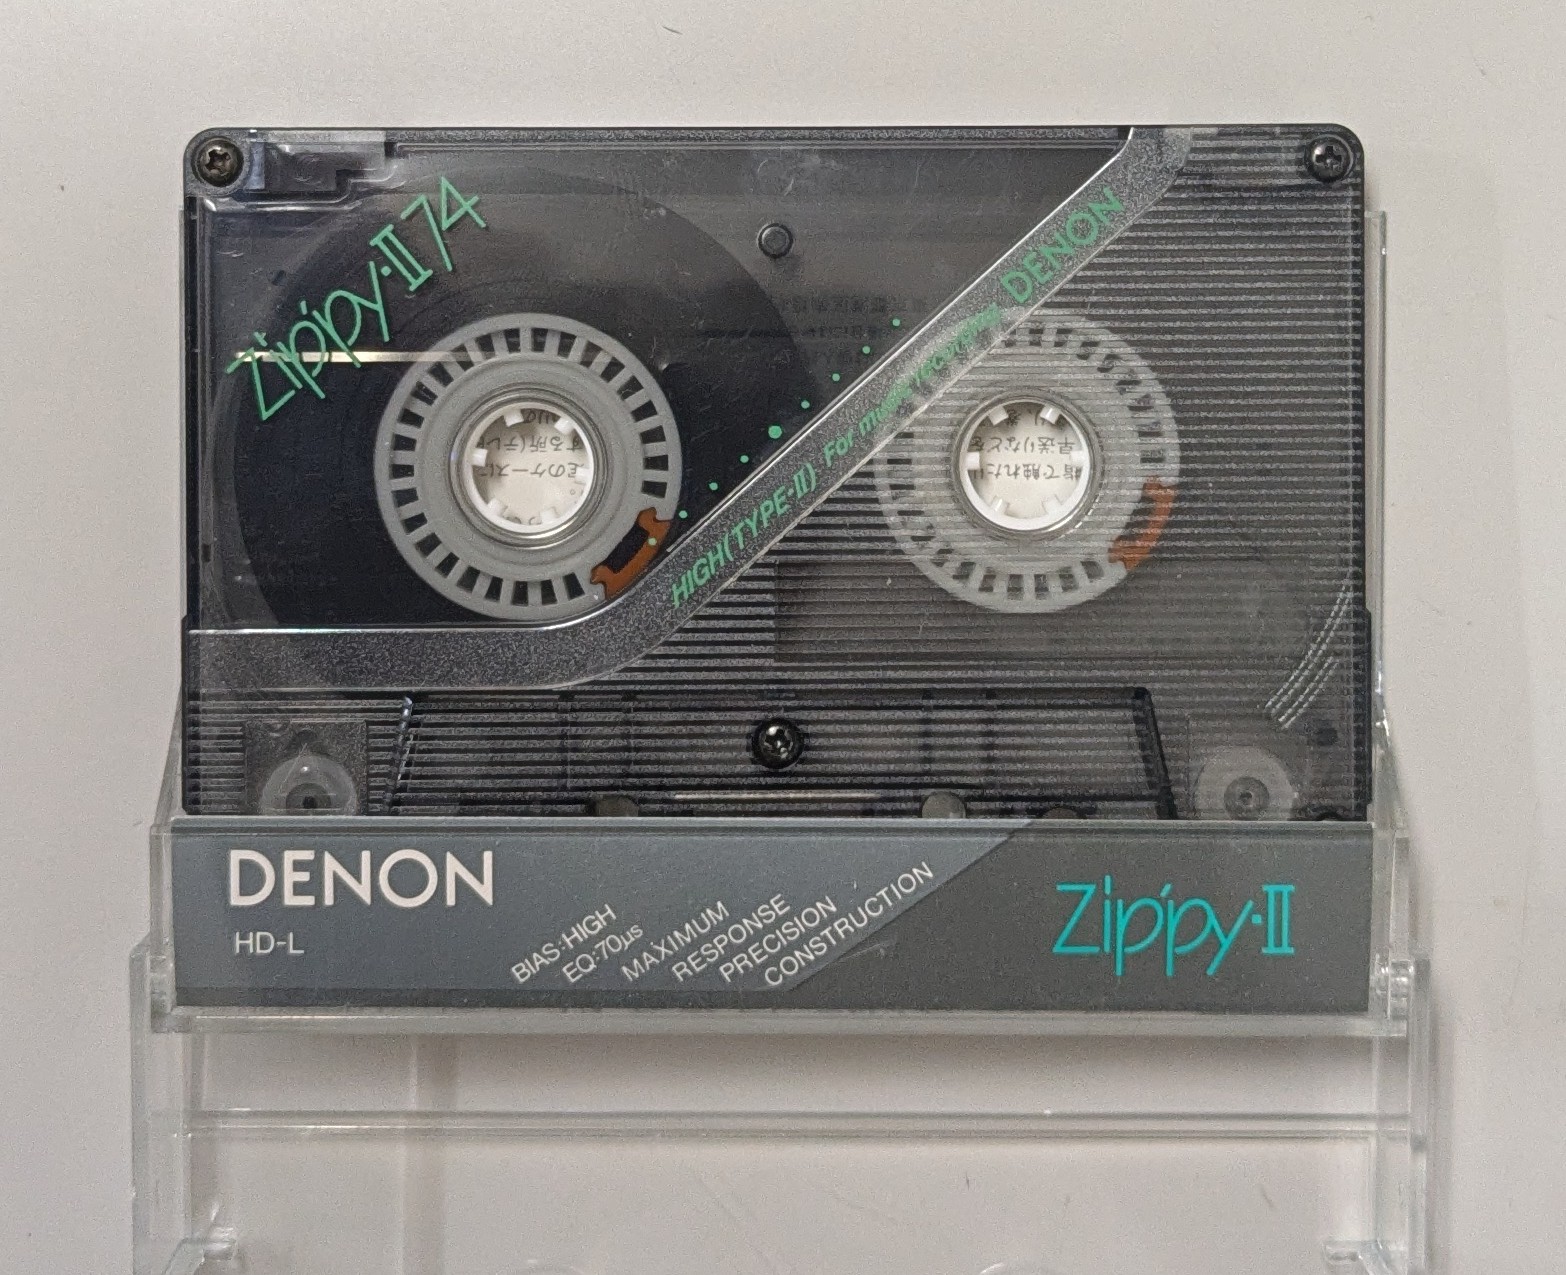 Zippy·II 74
HIGH(TYPE·II) For music recording DENON
DENON
HD-L
BIAS:HIGH
EQ:70µs
MAXIMUM
RESPONSE
PRECISION
CONSTRUCTION
Zippy·II